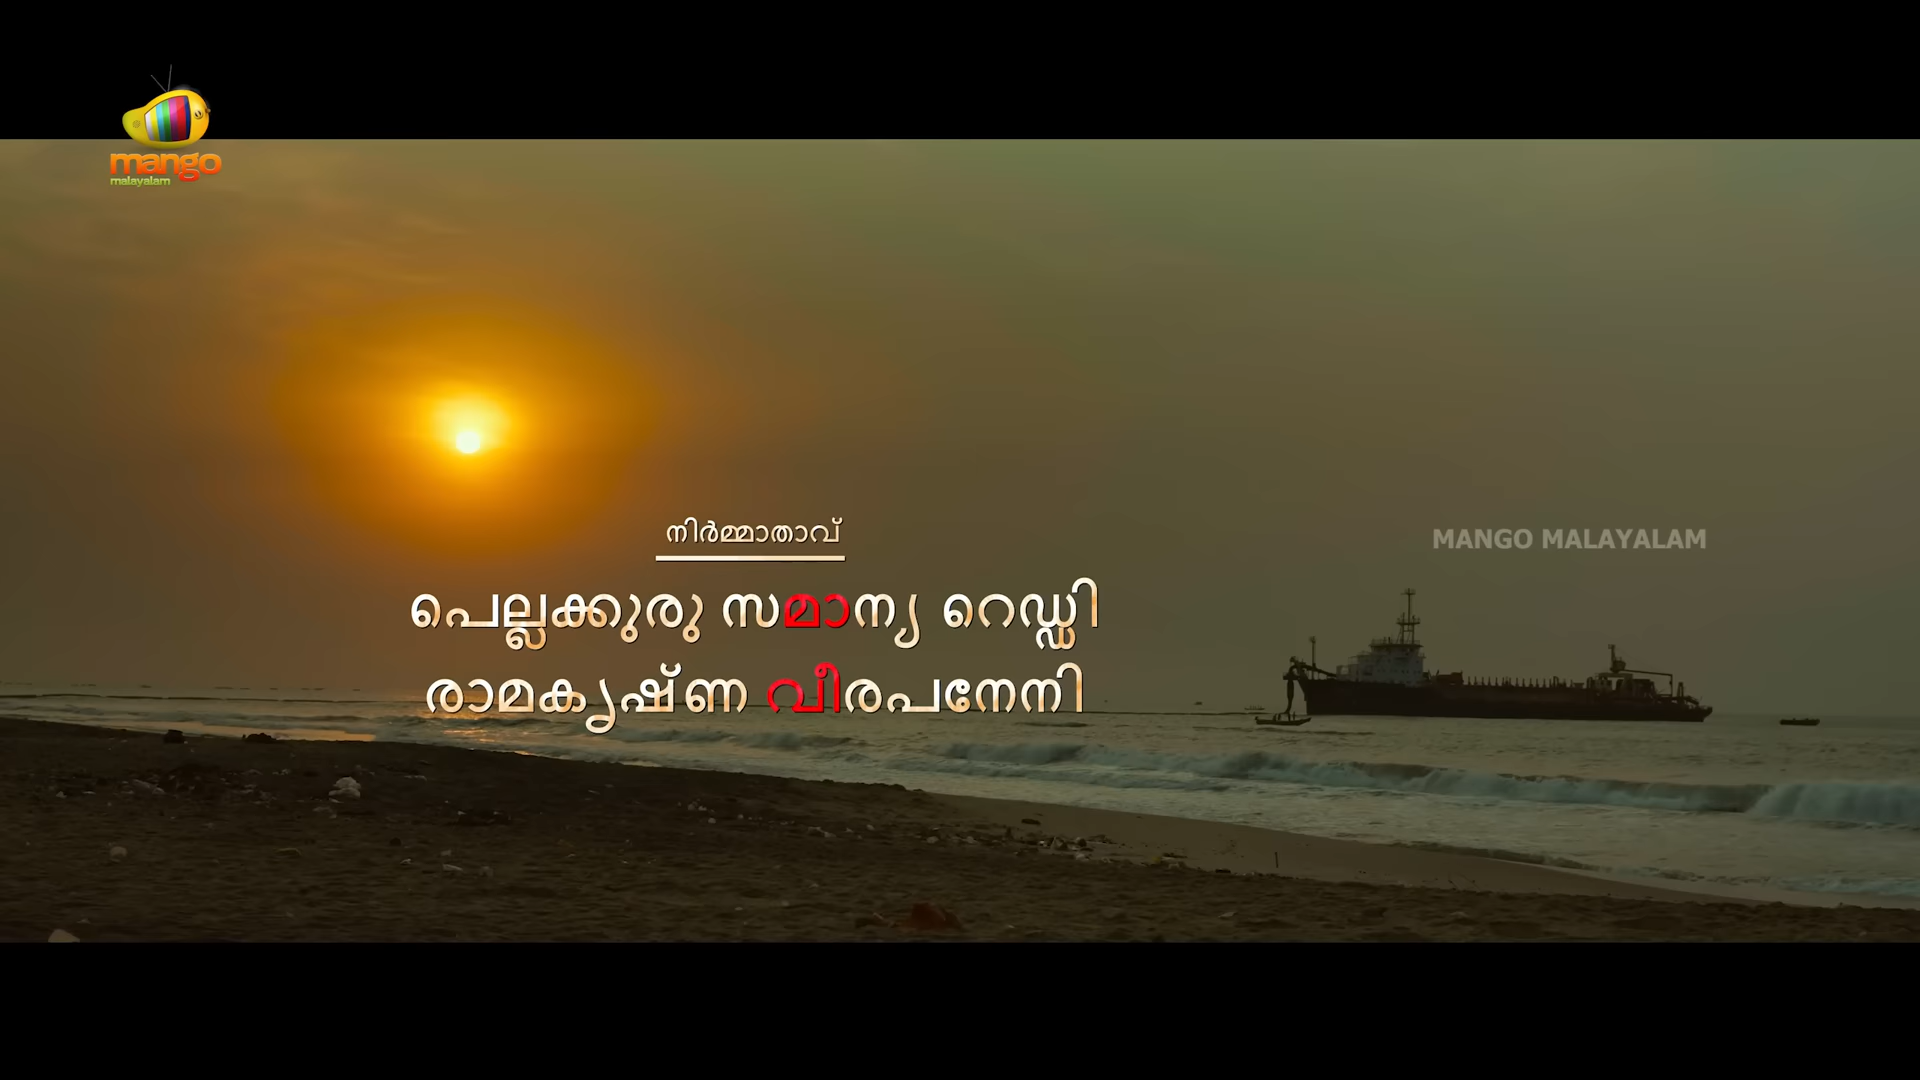 mango
malayalam
നിർമ്മാതാവ്
MANGO MALAYALAM
പെല്ലക്കുരു സമാന്യ റെഡ്ഡി
രാമകൃഷ്ണ വീരപനേനി